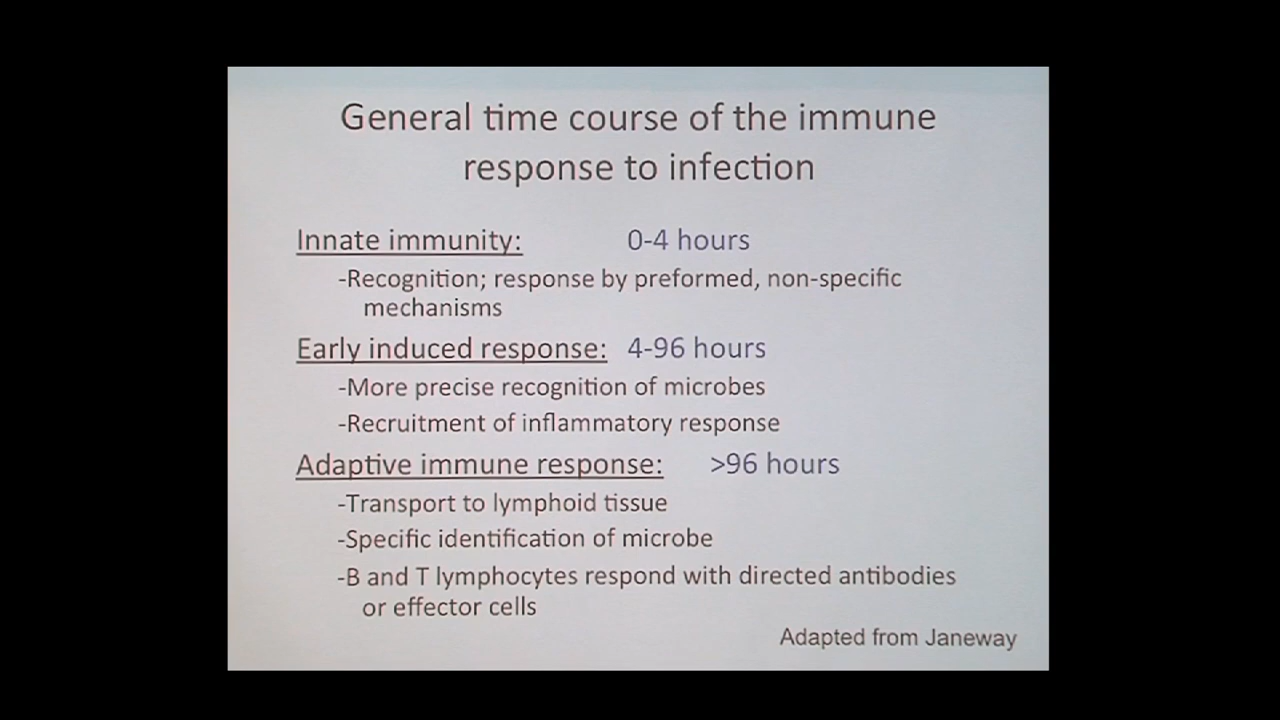 General time course of the immune
response to infection
Innate immunity: 0-4 hours
-Recognition; response by preformed, non-specific
mechanisms
Early induced response: 4-96 hours
-More precise recognition of microbes
-Recruitment of inflammatory response
Adaptive immune response: >96 hours
-Transport to lymphoid tissue
-Specific identification of microbe
-B and T lymphocytes respond with directed antibodies
or effector cells
Adapted from Janeway